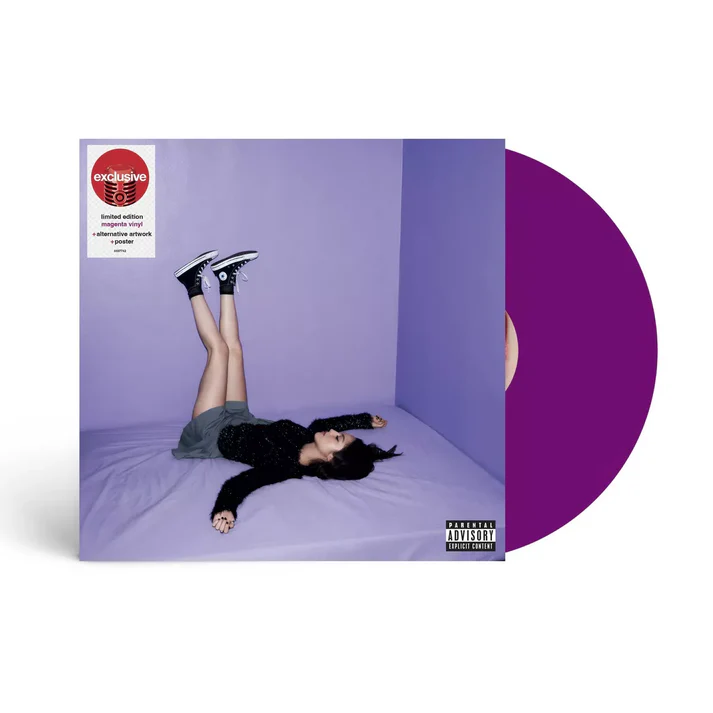 exclusive
limited edition
magenta vinyl
+alternative artwork
+poster
PARENTAL
ADVISORY
EXPLICIT CONTENT